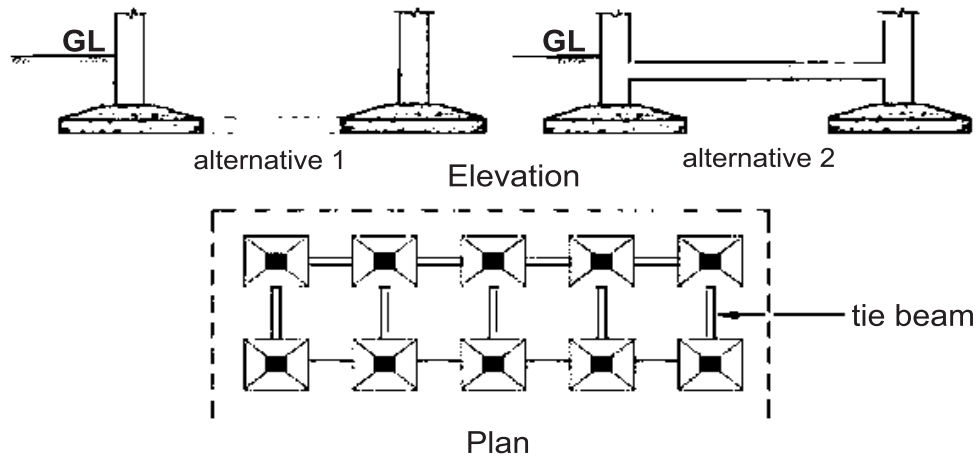 GL
GL
alternative 1
alternative 2
Elevation
tie beam
Plan